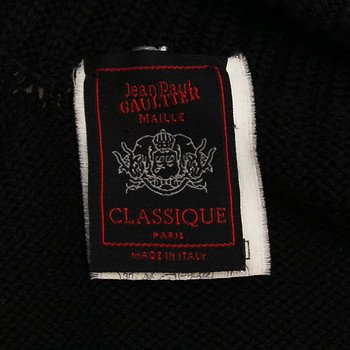 Jean Paul
GAULTIER
MAILLE
CLASSIQUE
PARIS
MADE IN ITALY